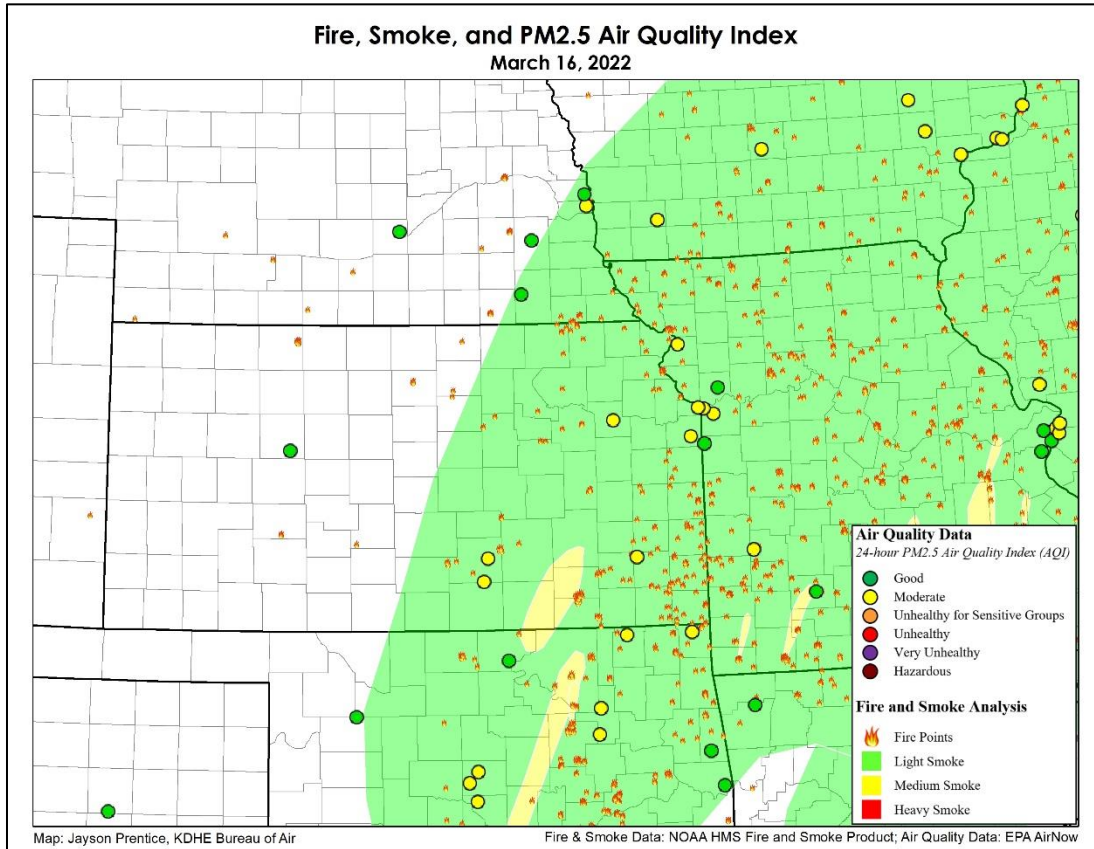 Fire, Smoke, and PM2.5 Air Quality Index
March 16, 2022
Air Quality Data
24-hour PM2.5 Air Quality Index (AQI)
Good
Moderate
Unhealthy for Sensitive Groups
Unhealthy
Very Unhealthy
Hazardous
Fire and Smoke Analysis
Fire Points
Light Smoke
Medium Smoke
Heavy Smoke
Map: Jayson Prentice, KDHE Bureau of Air
Fire & Smoke Data: NOAA HMS Fire and Smoke Product; Air Quality Data: EPA AirNow